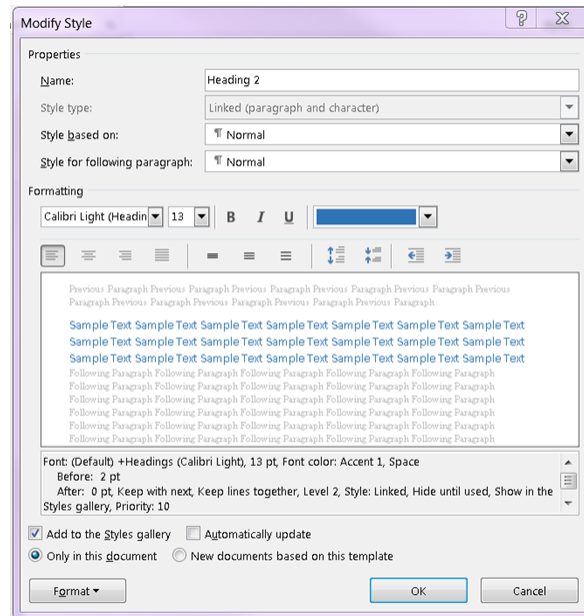 Modify Style
Properties
Name:
Heading 2
Style type:
Linked (paragraph and character)
Style based on:
¶ Normal
Style for following paragraph:
¶ Normal
Formatting
Calibri Light (Headin
13
B I U
Previous Paragraph Previous Paragraph Previous Paragraph Previous Paragraph Previous Paragraph Previous
Paragraph Previous Paragraph Previous Paragraph Previous Paragraph Previous Paragraph
Sample Text Sample Text Sample Text Sample Text Sample Text Sample Text Sample Text
Sample Text Sample Text Sample Text Sample Text Sample Text Sample Text Sample Text
Sample Text Sample Text Sample Text Sample Text Sample Text Sample Text Sample Text
Following Paragraph Following Paragraph Following Paragraph Following Paragraph Following Paragraph
Following Paragraph Following Paragraph Following Paragraph Following Paragraph Following Paragraph
Following Paragraph Following Paragraph Following Paragraph Following Paragraph Following Paragraph
Following Paragraph Following Paragraph Following Paragraph Following Paragraph Following Paragraph
Following Paragraph Following Paragraph Following Paragraph Following Paragraph Following Paragraph
Following Paragraph Following Paragraph Following Paragraph Following Paragraph Following Paragraph
Font: (Default) +Headings (Calibri Light), 13 pt, Font color: Accent 1, Space
Before: 2 pt
After: 0 pt, Keep with next, Keep lines together, Level 2, Style: Linked, Hide until used, Show in the
Styles gallery, Priority: 10
Add to the Styles gallery
Automatically update
Only in this document
New documents based on this template
Format
OK
Cancel